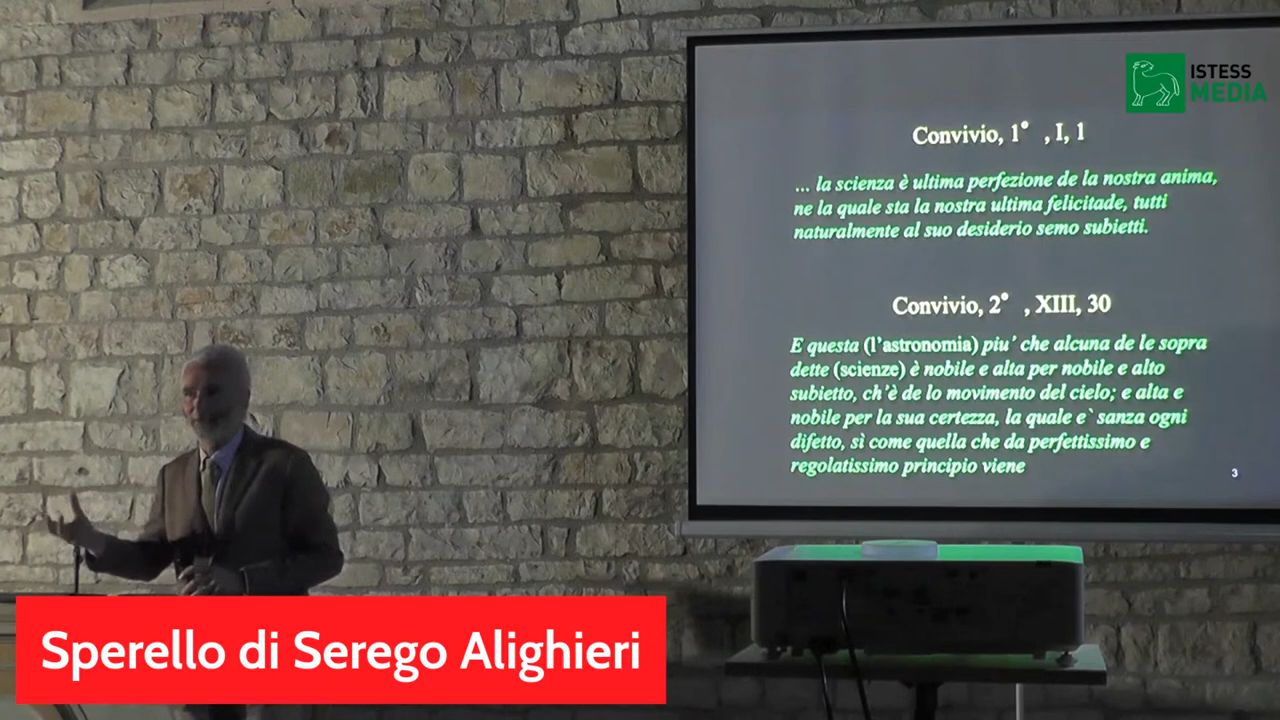 ISTESS
MEDIA
Convivio, 1° , I, 1
... la scienza è ultima perfezione de la nostra anima,
ne la quale sta la nostra ultima felicitade, tutti
naturalmente al suo desiderio semo subietti.
Convivio, 2° , XIII, 30
E questa (l'astronomia) piu' che alcuna de le sopra
dette (scienze) è nobile e alta per nobile e alto
subietto, ch'è de lo movimento del cielo; e alta e
nobile per la sua certezza, la quale e` sanza ogni
difetto, sì come quella che da perfettissimo e
regolatissimo principio viene
3
Sperello di Serego Alighieri